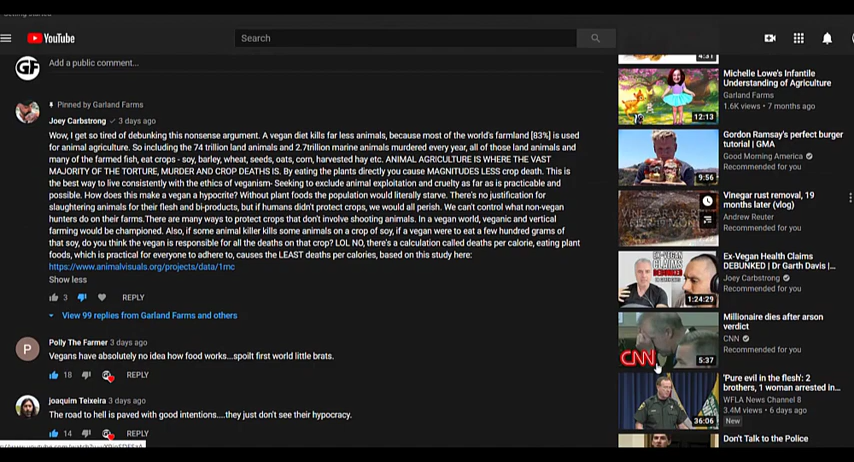 YouTube
Search
Add a public comment...
Pinned by Garland Farms
Joey Carbstrong 3 days ago
Wow, I get so tired of debunking this nonsense argument. A vegan diet kills far less animals, because most of the world's farmland [83%] is used
for animal agriculture. So including the 74 trillion land animals and 2.7trillion marine animals murdered every year, all of those land animals and
many of the farmed fish, eat crops - soy, barley, wheat, seeds, oats, corn, harvested hay etc. ANIMAL AGRICULTURE IS WHERE THE VAST
MAJORITY OF THE TORTURE, MURDER AND CROP DEATHS IS. By eating the plants directly you cause MAGNITUDES LESS crop death. This is
the best way to live consistently with the ethics of veganism- Seeking to exclude animal exploitation and cruelty as far as is practicable and
possible. How does this make a vegan a hypocrite? Without plant foods the population would literally starve. There's no justification for
slaughtering animals for their flesh and bi-products, but if humans didn't protect crops, we would all perish. We can't control what non-vegan
hunters do on their farms.There are many ways to protect crops that don't involve shooting animals. In a vegan world, veganic and vertical
farming would be championed. Also, if some animal killer kills some animals on a crop of soy, if a vegan were to eat a few hundred grams of
that soy, do you think the vegan is responsible for all the deaths on that crop? LOL NO, there's a calculation called deaths per calorie, eating plant
foods, which is practical for everyone to adhere to, causes the LEAST deaths per calories, based on this study here:
https://www.animalvisuals.org/projects/data/1mc
Show less
3 REPLY
View 99 replies from Garland Farms and others
Polly The Farmer 3 days ago
Vegans have absolutely no idea how food works...spoilt first world little brats.
18 REPLY
joaquim Teixeira 3 days ago
The road to hell is paved with good intentions....they just don't see their hypocracy.
14 REPLY
4:31
Michelle Lowe's Infantile
Understanding of Agriculture
Garland Farms
1.6K views • 7 months ago
12:13
Gordon Ramsay's perfect burger
tutorial | GMA
Good Morning America
Recommended for you
9:56
Vinegar rust removal, 19
months later (vlog)
Andrew Reuter
Recommended for you
Ex-Vegan Health Claims
DEBUNKED | Dr Garth Davis |...
Joey Carbstrong
Recommended for you
1:24:29
Millionaire dies after arson
verdict
CNN
Recommended for you
CNN
5:37
'Pure evil in the flesh': 2
brothers, 1 woman arrested in...
WFLA News Channel 8
3.4M views • 6 days ago
New
36:06
Don't Talk to the Police